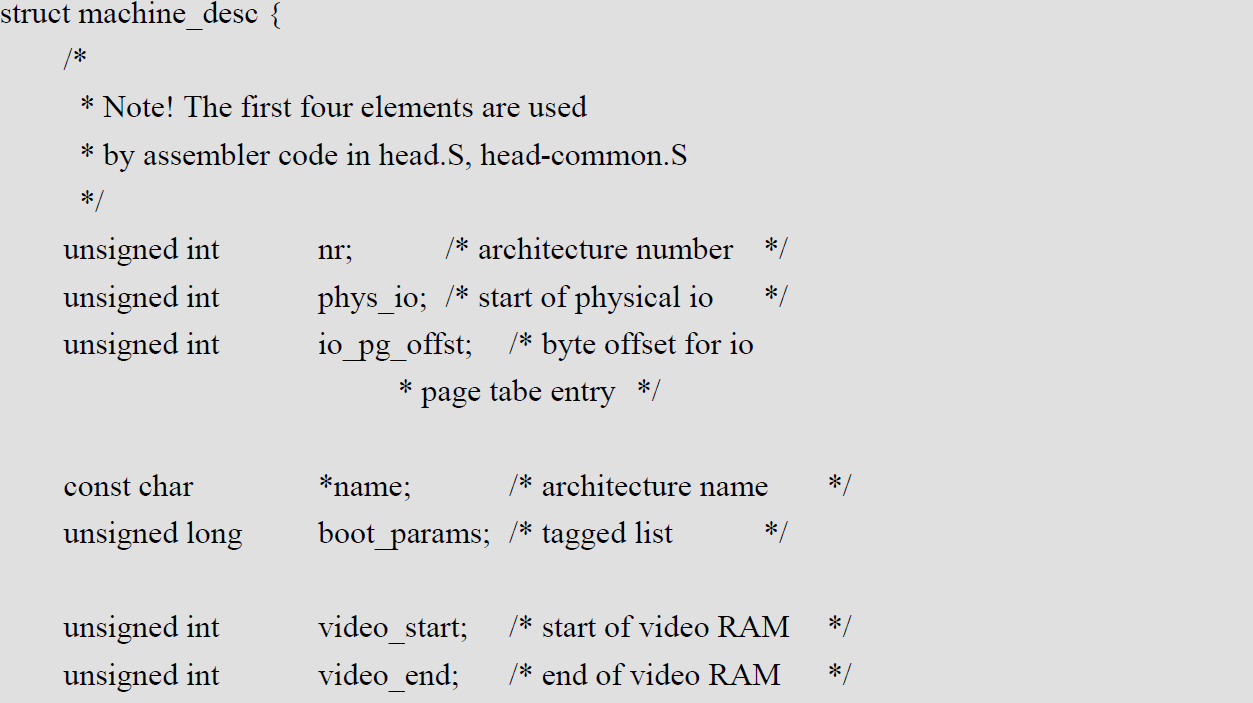 struct machine_desc {
/*
* Note! The first four elements are used
* by assembler code in head.S, head-common.S
*/
unsigned int nr; /* architecture number */
unsigned int phys_io; /* start of physical io */
unsigned int io_pg_offst; /* byte offset for io
* page tabe entry */
const char *name; /* architecture name */
unsigned long boot_params; /* tagged list */
unsigned int video_start; /* start of video RAM */
unsigned int video_end; /* end of video RAM */